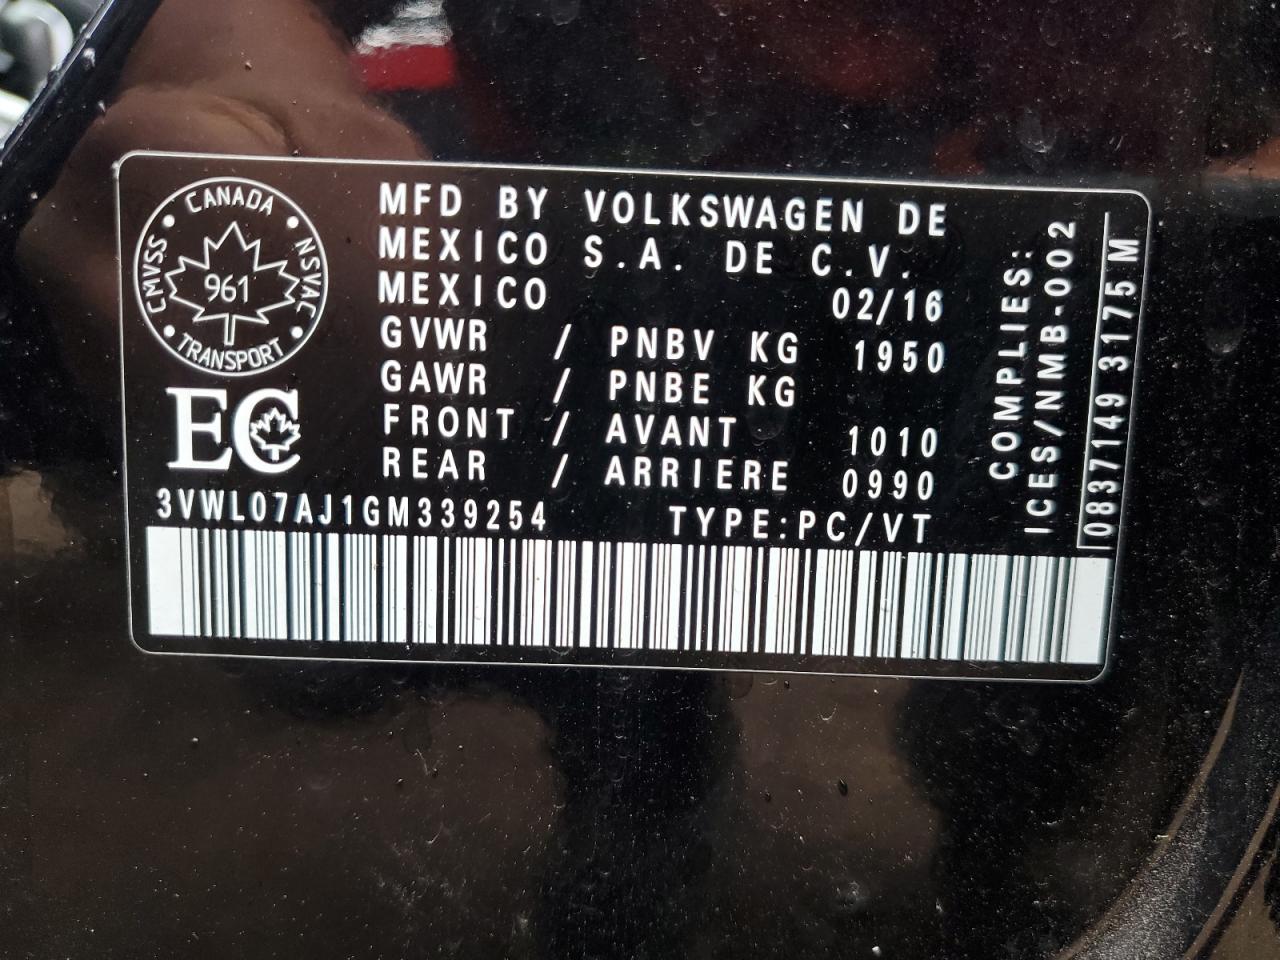 CANADA
CMVSS
NSVAC
961
TRANSPORT
EC
MFD BY VOLKSWAGEN DE
MEXICO S.A. DE C.V.
MEXICO 02/16
GVWR / PNBV KG 1950
GAWR / PNBE KG
FRONT / AVANT 1010
REAR / ARRIERE 0990
3VWL07AJ1GM339254 TYPE:PC/VT
COMPLIES:
ICES/NMB-002
0837149 3175 M